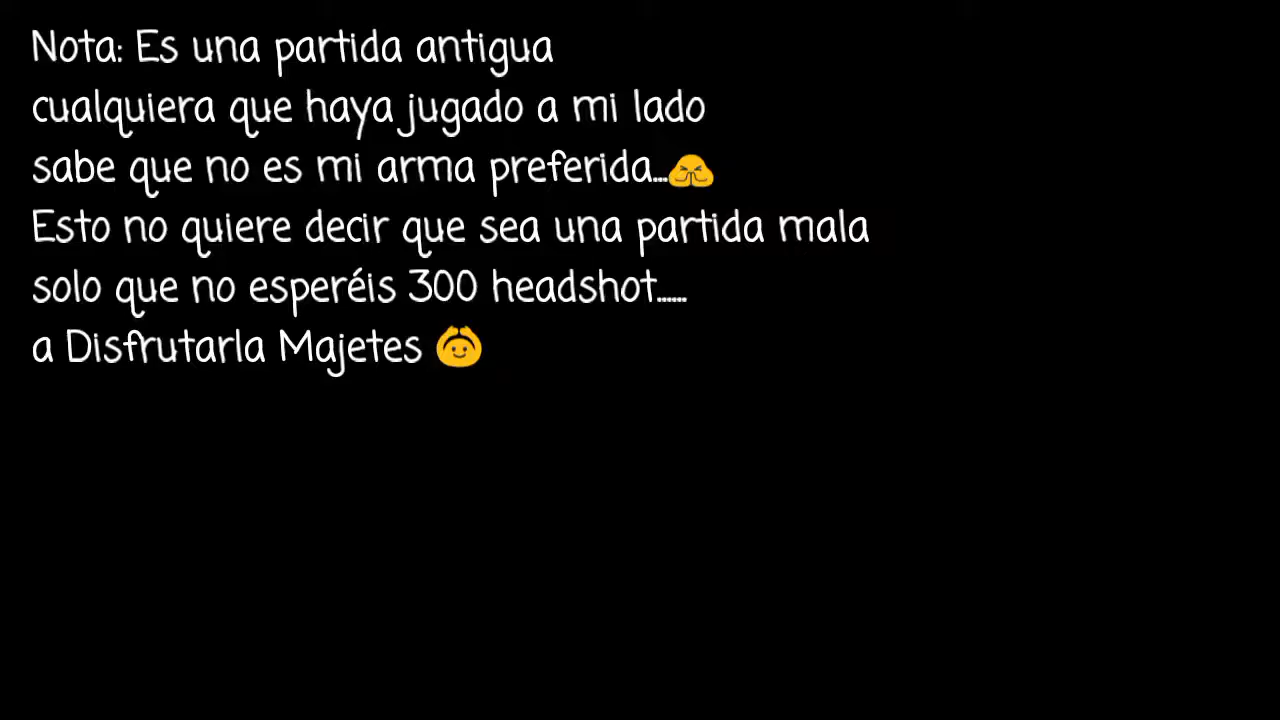 Nota: Es una partida antigua
cualquiera que haya jugado a mi lado
sabe que no es mi arma preferida...🙏
Esto no quiere decir que sea una partida mala
solo que no esperéis 300 headshot......
a Disfrutarla Majetes 🙆